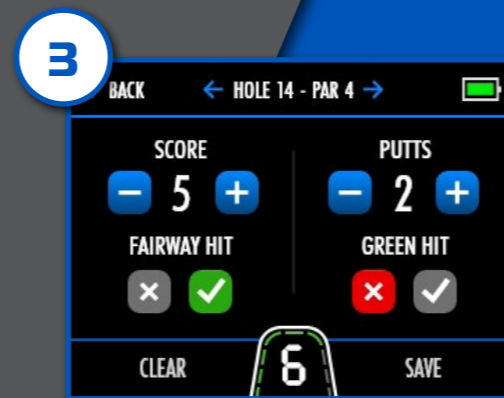 3
BACK
← HOLE 14 - PAR 4 →
SCORE
PUTTS
− 5 +
− 2 +
FAIRWAY HIT
GREEN HIT
CLEAR
6
SAVE